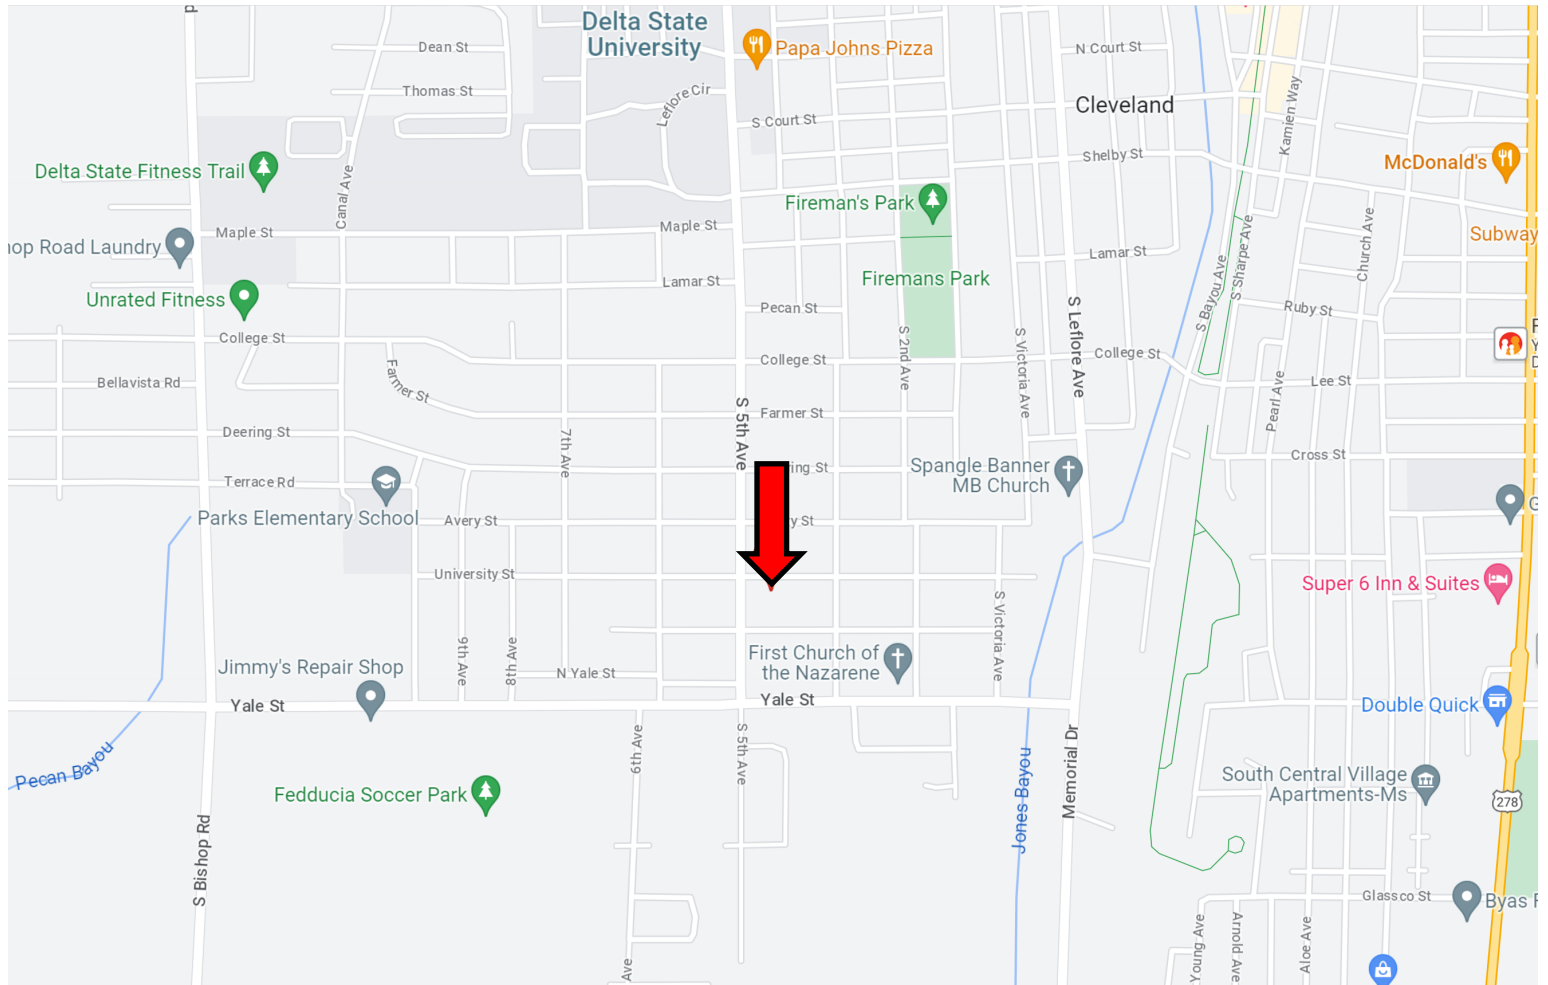 Delta State
University
Papa Johns Pizza
N Court St
Dean St
Thomas St
Leflore Cir
S Court St
Cleveland
Kamien Way
Shelby St
McDonald's
Delta State Fitness Trail
Canal Ave
Fireman's Park
Maple St
Maple St
Church Ave
Subway
Road Laundry
Lamar St
S Sharpe Ave
S Bayou Ave
Unrated Fitness
Lamar St
Firemans Park
Pecan St
Ruby St
S Leflore Ave
College St
S 2nd Ave
S Victoria Ave
College St
College St
Bellavista Rd
Farmer St
Lee St
Pearl Ave
S 5th Ave
Farmer St
Deering St
7th Ave
Cross St
Spangle Banner
MB Church
Terrace Rd
Parks Elementary School
Avery St
St
St
University St
Super 6 Inn & Suites
S Victoria Ave
9th Ave
8th Ave
First Church of
the Nazarene
Jimmy's Repair Shop
N Yale St
Yale St
Yale St
Double Quick
Pecan Bayou
6th Ave
S 5th Ave
Jones Bayou
Memorial Dr
South Central Village
Apartments-Ms
Fedducia Soccer Park
278
S Bishop Rd
Glassco St
Byas
Young Ave
Arnold Ave
Aloe Ave
Ave